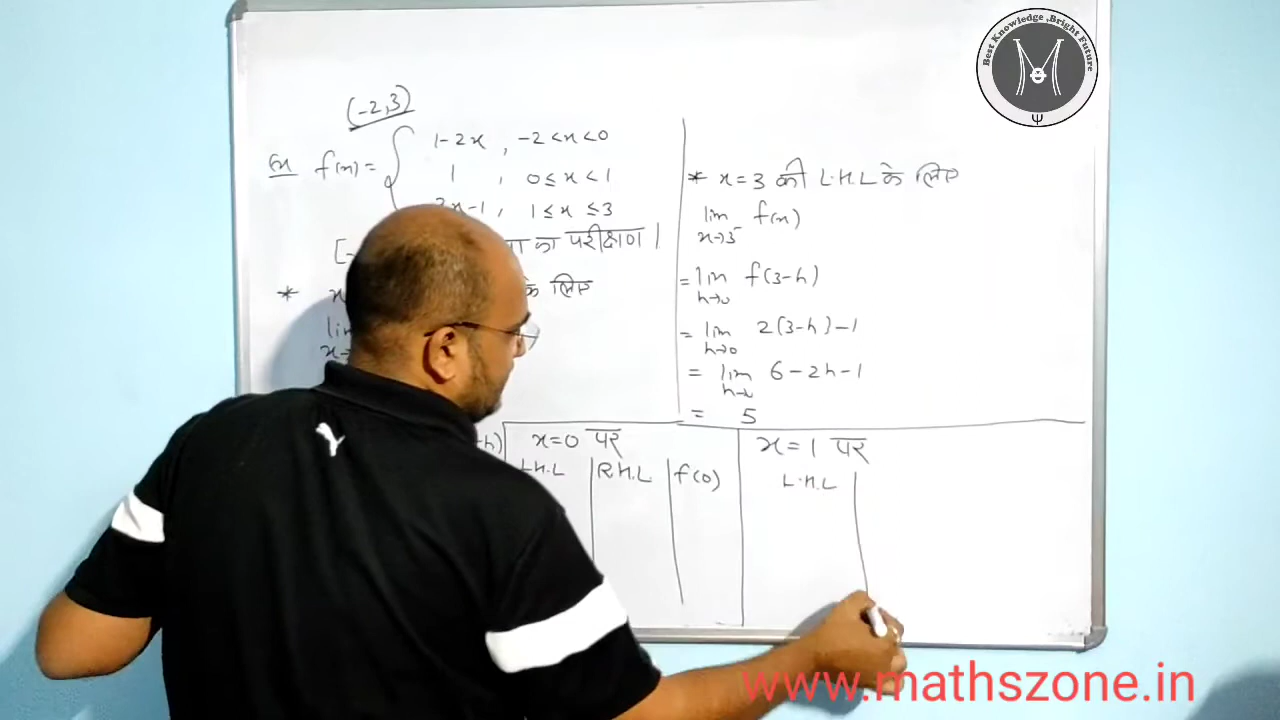 (-2,3)
Ex f(x)= { 1-2x , -2<x<0
1 , 0≤x<1
2x-1, 1≤x≤3
का परीक्षण।
* x के लिए
lim
x→
-h)
* x=3 की L.H.L के लिए
lim f(x)
x→3⁻
= lim f(3-h)
h→0
= lim 2(3-h)-1
h→0
= lim 6-2h-1
h→0
= 5
x=0 पर
L.H.L R.H.L f(0)
x=1 पर
L.H.L
Best Knowledge, Bright Future
www.mathszone.in